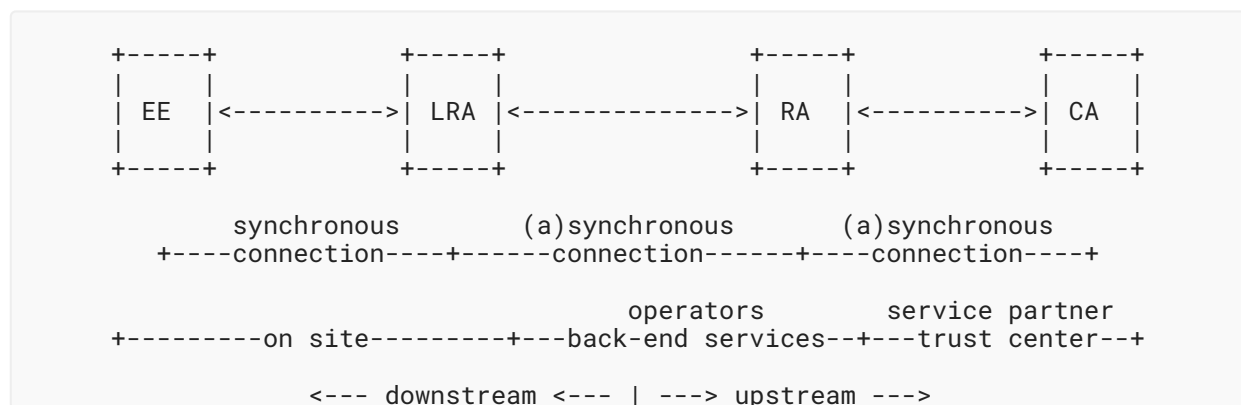 +-----+ +-----+ +-----+ +-----+
| | | | | | | |
| EE |<---------->| LRA |<-------------->| RA |<---------->| CA |
| | | | | | | |
+-----+ +-----+ +-----+ +-----+
synchronous (a)synchronous (a)synchronous
+----connection----+------connection------+----connection----+
operators service partner
+---------on site---------+---back-end services--+---trust center--+
<--- downstream <--- | ---> upstream --->